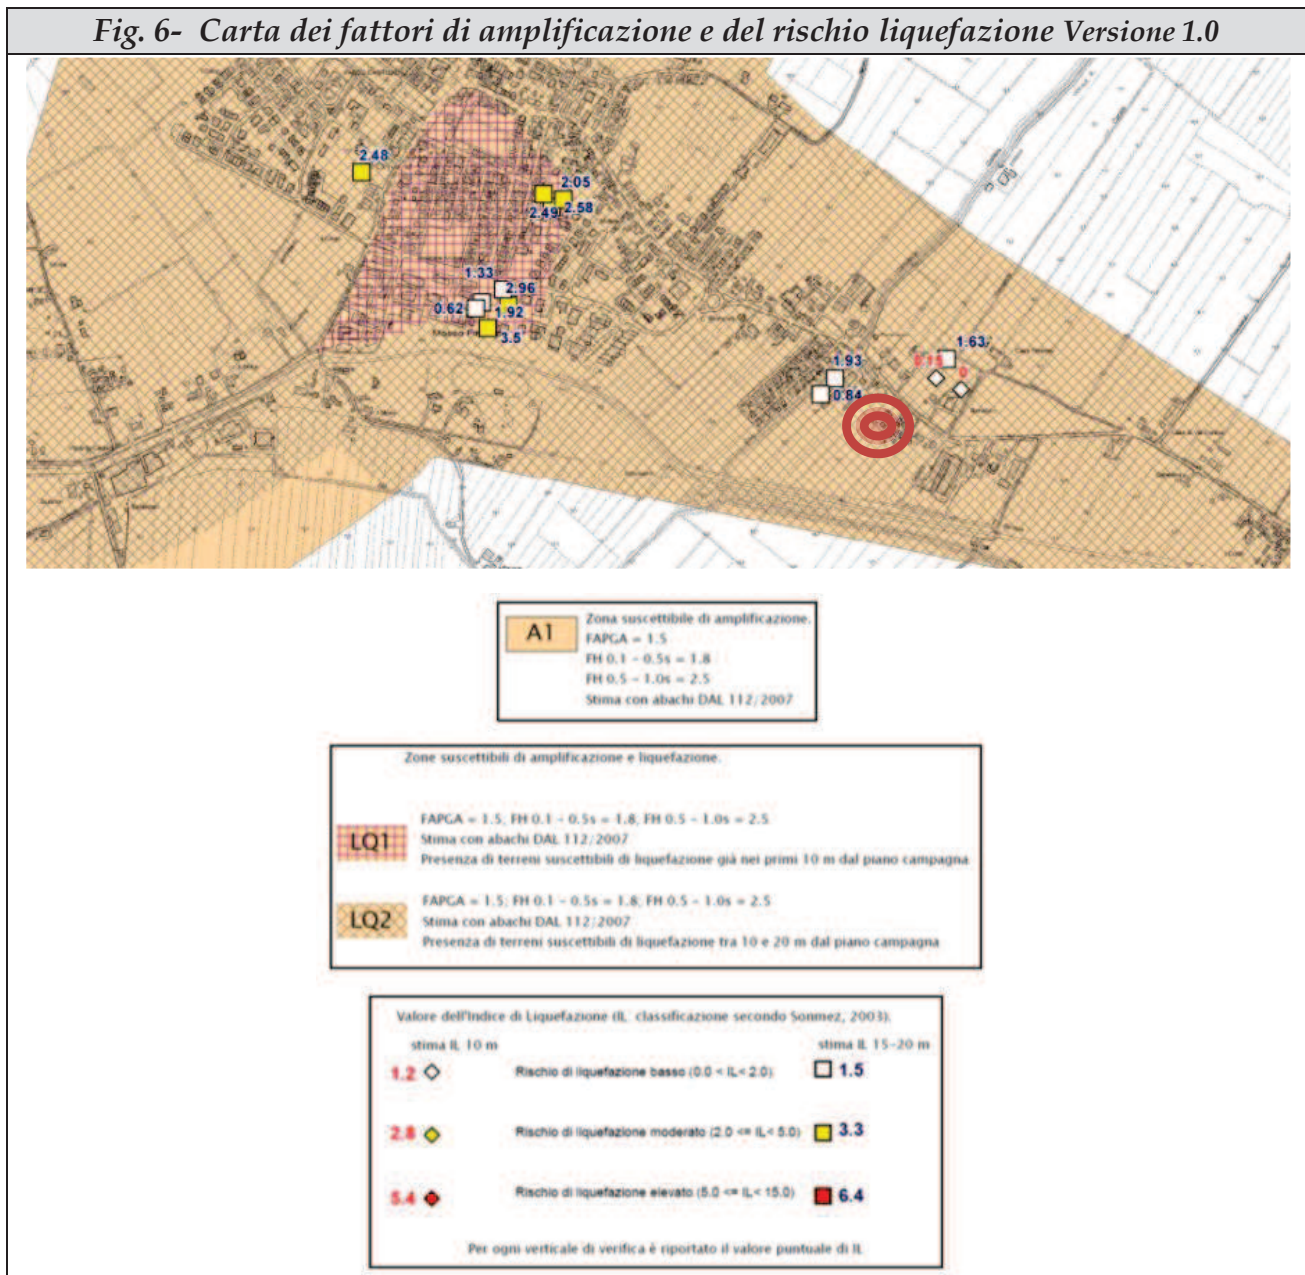 Fig. 6- Carta dei fattori di amplificazione e del rischio liquefazione Versione 1.0
2.48
2.05
2.49
2.58
1.33
2.96
0.62
1.92
3.5
1.63
1.93
0.15
0
0.84
A1
Zona suscettibile di amplificazione.
FAPGA = 1.5
FH 0.1 - 0.5s = 1.8
FH 0.5 - 1.0s = 2.5
Stima con abachi DAL 112/2007
Zone suscettibili di amplificazione e liquefazione.
LQ1
FAPGA = 1.5; FH 0.1 - 0.5s = 1.8; FH 0.5 - 1.0s = 2.5
Stima con abachi DAL 112/2007
Presenza di terreni suscettibili di liquefazione già nei primi 10 m dal piano campagna
LQ2
FAPGA = 1.5; FH 0.1 - 0.5s = 1.8; FH 0.5 - 1.0s = 2.5
Stima con abachi DAL 112/2007
Presenza di terreni suscettibili di liquefazione tra 10 e 20 m dal piano campagna
Valore dell'Indice di Liquefazione (IL classificazione secondo Sonmez, 2003).
stima IL 10 m
stima IL 15-20 m
1.2 Rischio di liquefazione basso (0.0 < IL< 2.0) 1.5
2.8 Rischio di liquefazione moderato (2.0 <= IL< 5.0) 3.3
5.4 Rischio di liquefazione elevato (5.0 <= IL< 15.0) 6.4
Per ogni verticale di verifica è riportato il valore puntuale di IL